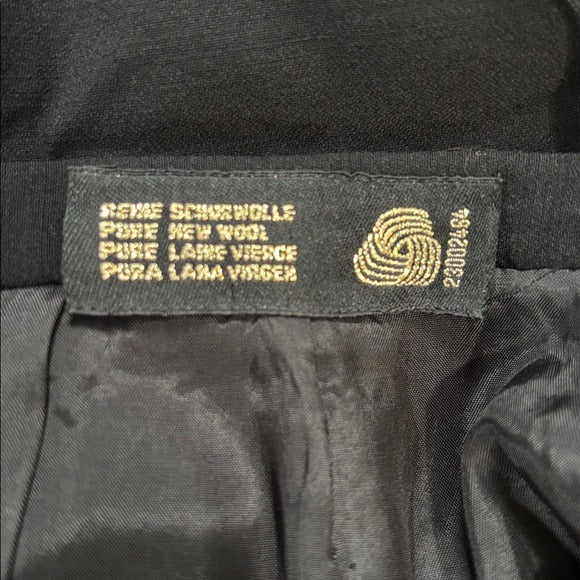 REINE SCHURWOLLE
PURE NEW WOOL
PURE LAINE VIERGE
PURA LANA VIRGEN
23002464